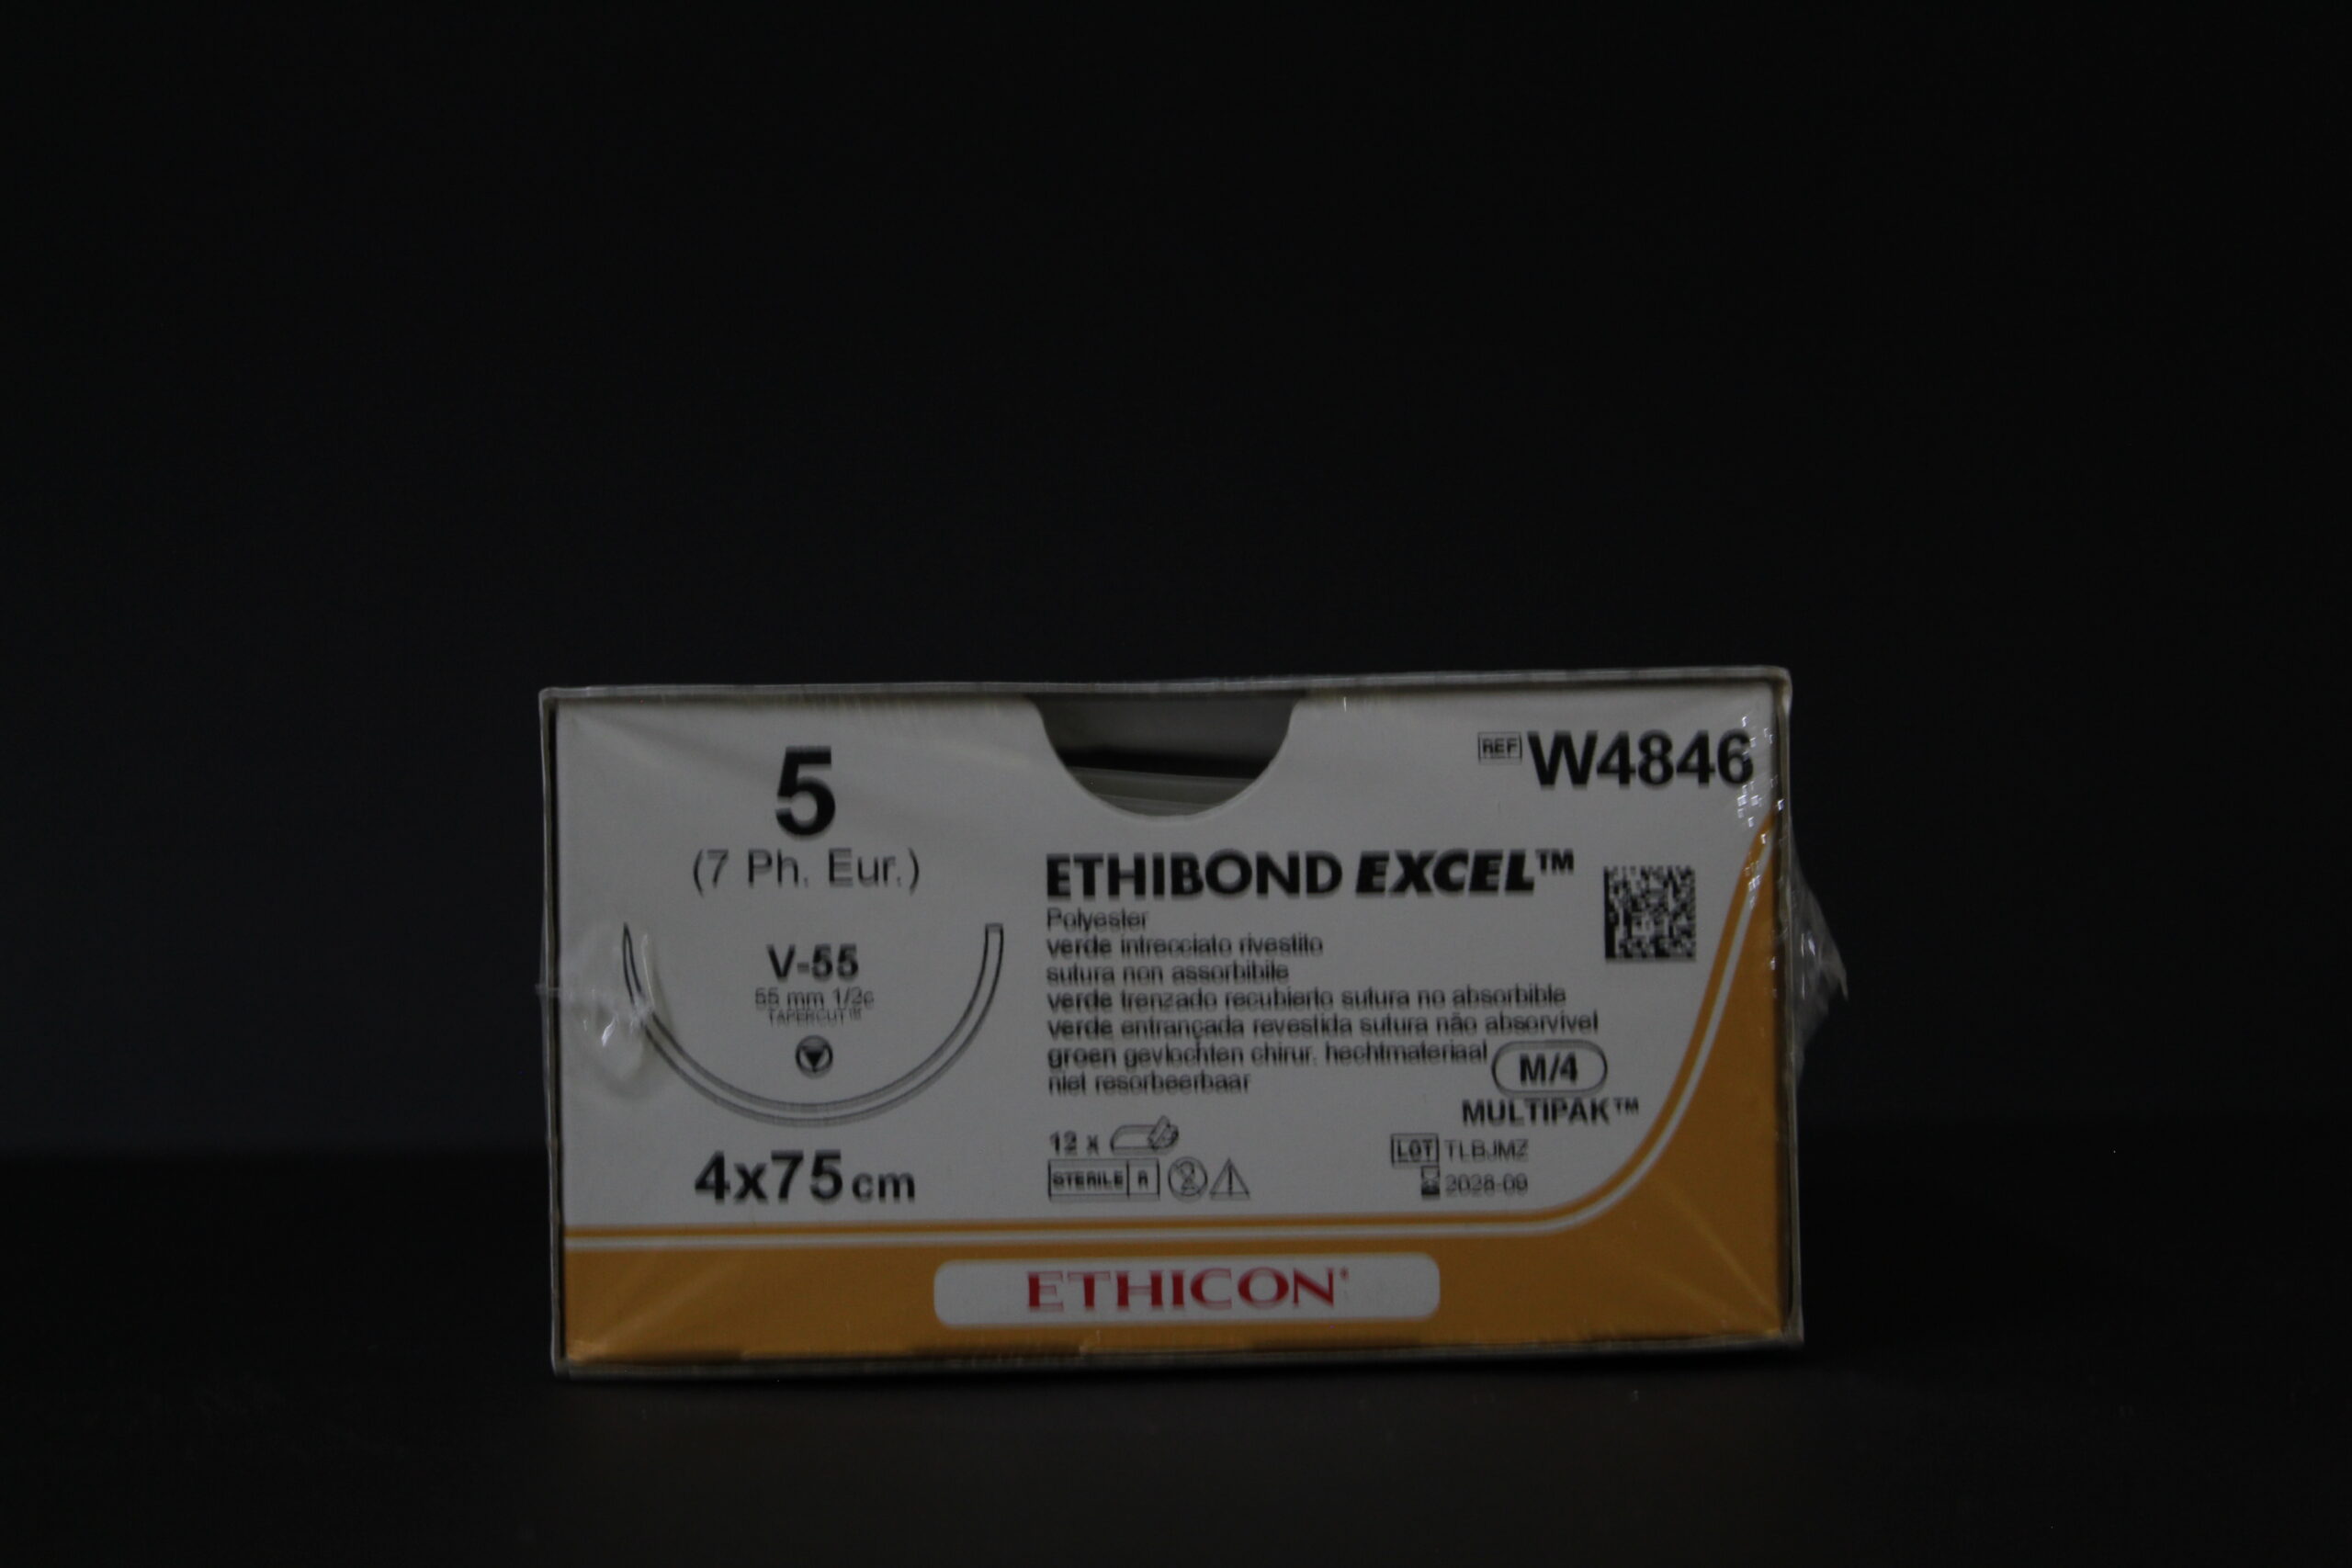 5
(7 Ph. Eur.)
V-55
55 mm 1/2c
TAPERCUT™
4x75cm
REF W4846
ETHIBOND EXCEL™
Polyester
verde intrecciato rivestito
sutura non assorbibile
verde trenzado recubierto sutura no absorbible
verde entrançada revestida sutura não absorvível
groen gevlochten chirur. hechtmateriaal
niet resorbeerbaar
M/4
MULTIPAK™
12 x
STERILE R
2
LOT TLBJMZ
2028-09
ETHICON